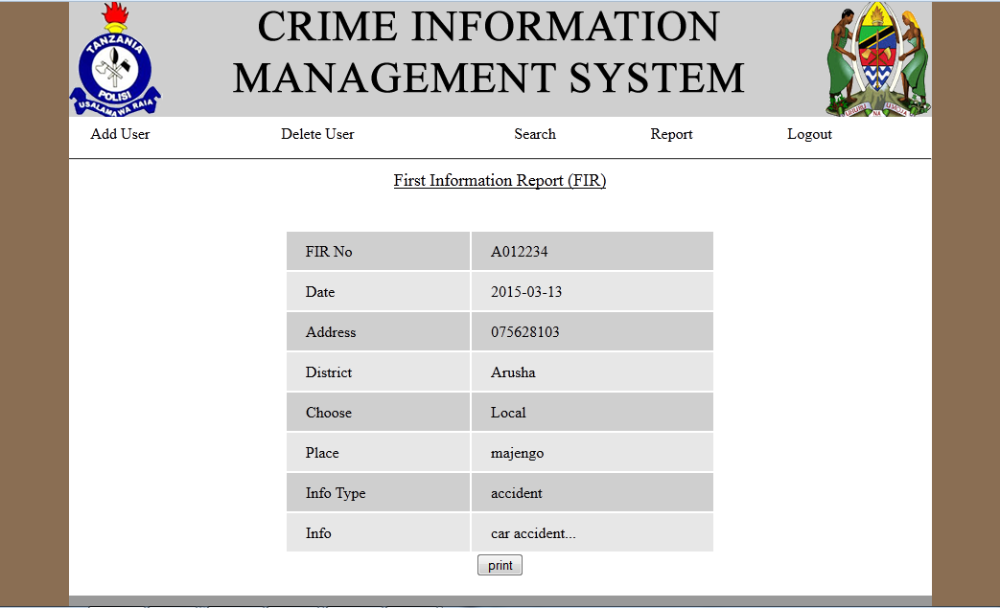 CRIME INFORMATION
MANAGEMENT SYSTEM
TANZANIA
POLISI
USALAMA WA RAIA
UHURU NA UMOJA
Add User Delete User Search Report Logout
First Information Report (FIR)
FIR No A012234
Date 2015-03-13
Address 075628103
District Arusha
Choose Local
Place majengo
Info Type accident
Info car accident...
print